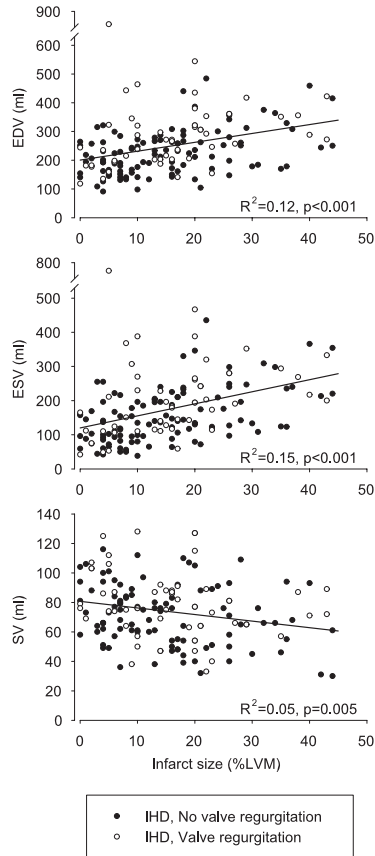 900
600
500
400
300
200
100
0
EDV (ml)
0 10 20 30 40 50
R²=0.12, p<0.001
800
500
400
300
200
100
0
ESV (ml)
0 10 20 30 40 50
R²=0.15, p<0.001
140
120
100
80
60
40
20
0
SV (ml)
R²=0.05, p=0.005
0 10 20 30 40 50
Infarct size (%LVM)
IHD, No valve regurgitation
IHD, Valve regurgitation